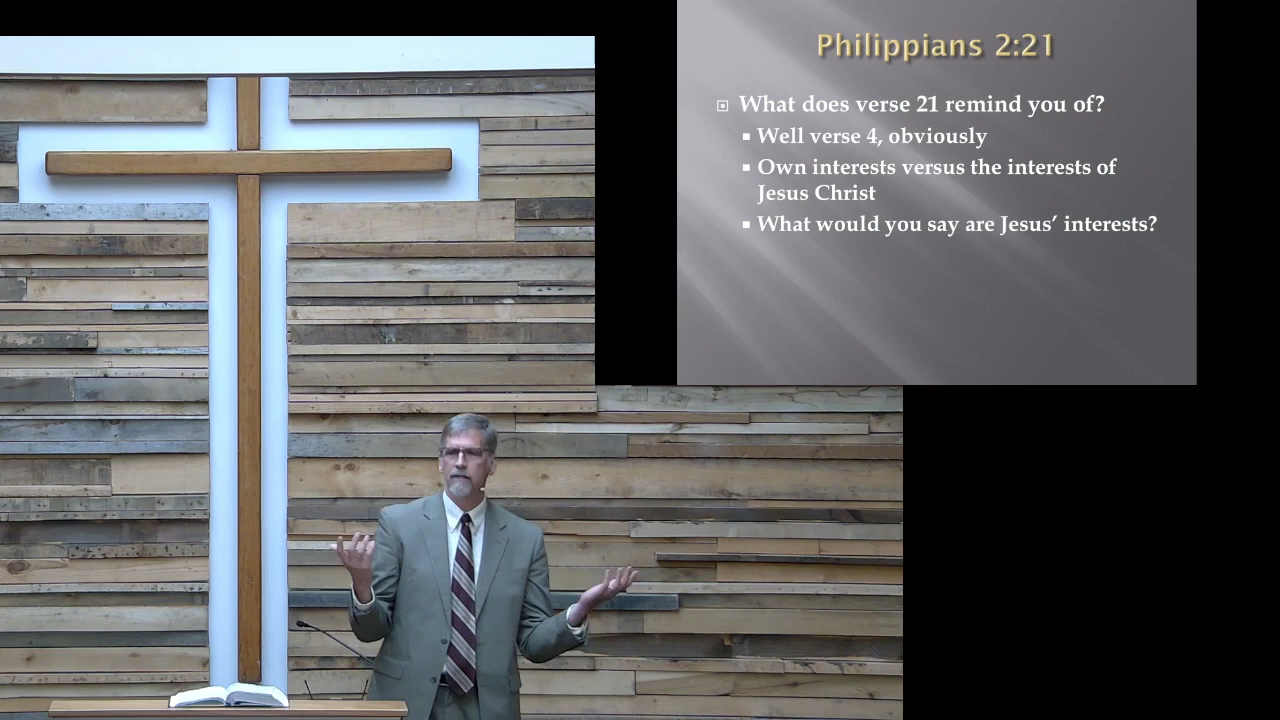 Philippians 2:21
What does verse 21 remind you of?
Well verse 4, obviously
Own interests versus the interests of
Jesus Christ
What would you say are Jesus’ interests?